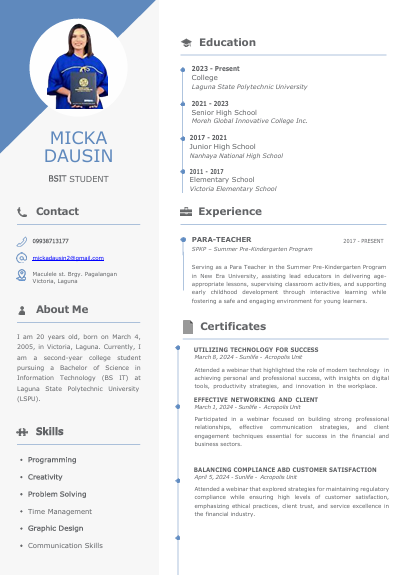 MICKA
DAUSIN
BSIT STUDENT
Contact
09938713177
mickadausin2@gmail.com
Maculele st. Brgy. Pagalangan
Victoria, Laguna
About Me
I am 20 years old, born on March 4,
2005, in Victoria, Laguna. Currently, I
am a second-year college student
pursuing a Bachelor of Science in
Information Technology (BS IT) at
Laguna State Polytechnic University
(LSPU).
Skills
• Programming
• Creativity
• Problem Solving
• Time Management
• Graphic Design
• Communication Skills
Education
2023 - Present
College
Laguna State Polytechnic University
2021 - 2023
Senior High School
Moreh Global Innovative College Inc.
2017 - 2021
Junior High School
Nanhaya National High School
2011 - 2017
Elementary School
Victoria Elementary School
Experience
PARA-TEACHER 2017 - PRESENT
SPKP – Summer Pre-Kindergarten Program
Serving as a Para Teacher in the Summer Pre-Kindergarten Program
in New Era University, assisting lead educators in delivering age-
appropriate lessons, supervising classroom activities, and supporting
early childhood development through interactive learning while
fostering a safe and engaging environment for young learners.
Certificates
UTILIZING TECHNOLOGY FOR SUCCESS
March 8, 2024 - Sunlife - Acropolis Unit
Attended a webinar that highlighted the role of modern technology in
achieving personal and professional success, with insights on digital
tools, productivity strategies, and innovation in the workplace.
EFFECTIVE NETWORKING AND CLIENT
March 1, 2024 - Sunlife - Acropolis Unit
Participated in a webinar focused on building strong professional
relationships, effective communication strategies, and client
engagement techniques essential for success in the financial and
business sectors.
BALANCING COMPLIANCE ABD CUSTOMER SATISFACTION
April 5, 2024 - Sunlife - Acropolis Unit
Attended a webinar that explored strategies for maintaining regulatory
compliance while ensuring high levels of customer satisfaction,
emphasizing ethical practices, client trust, and service excellence in
the financial industry.